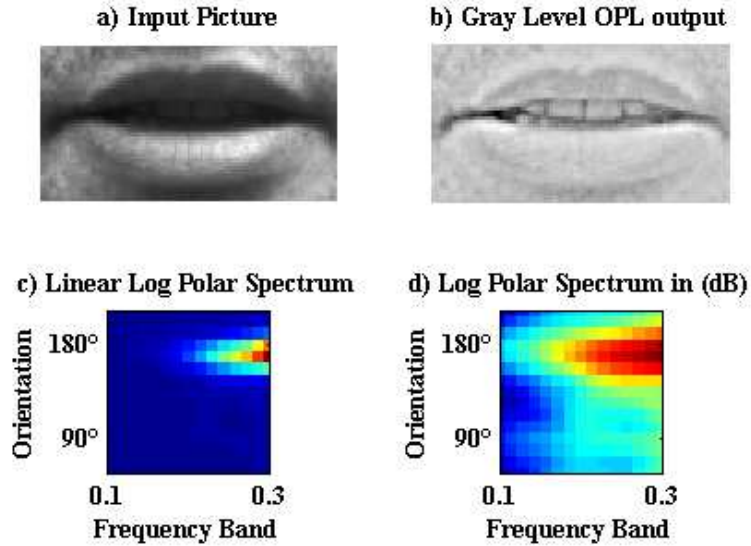 a) Input Picture
b) Gray Level OPL output
c) Linear Log Polar Spectrum
Orientation
180°
90°
0.1
0.3
Frequency Band
d) Log Polar Spectrum in (dB)
Orientation
180°
90°
0.1
0.3
Frequency Band